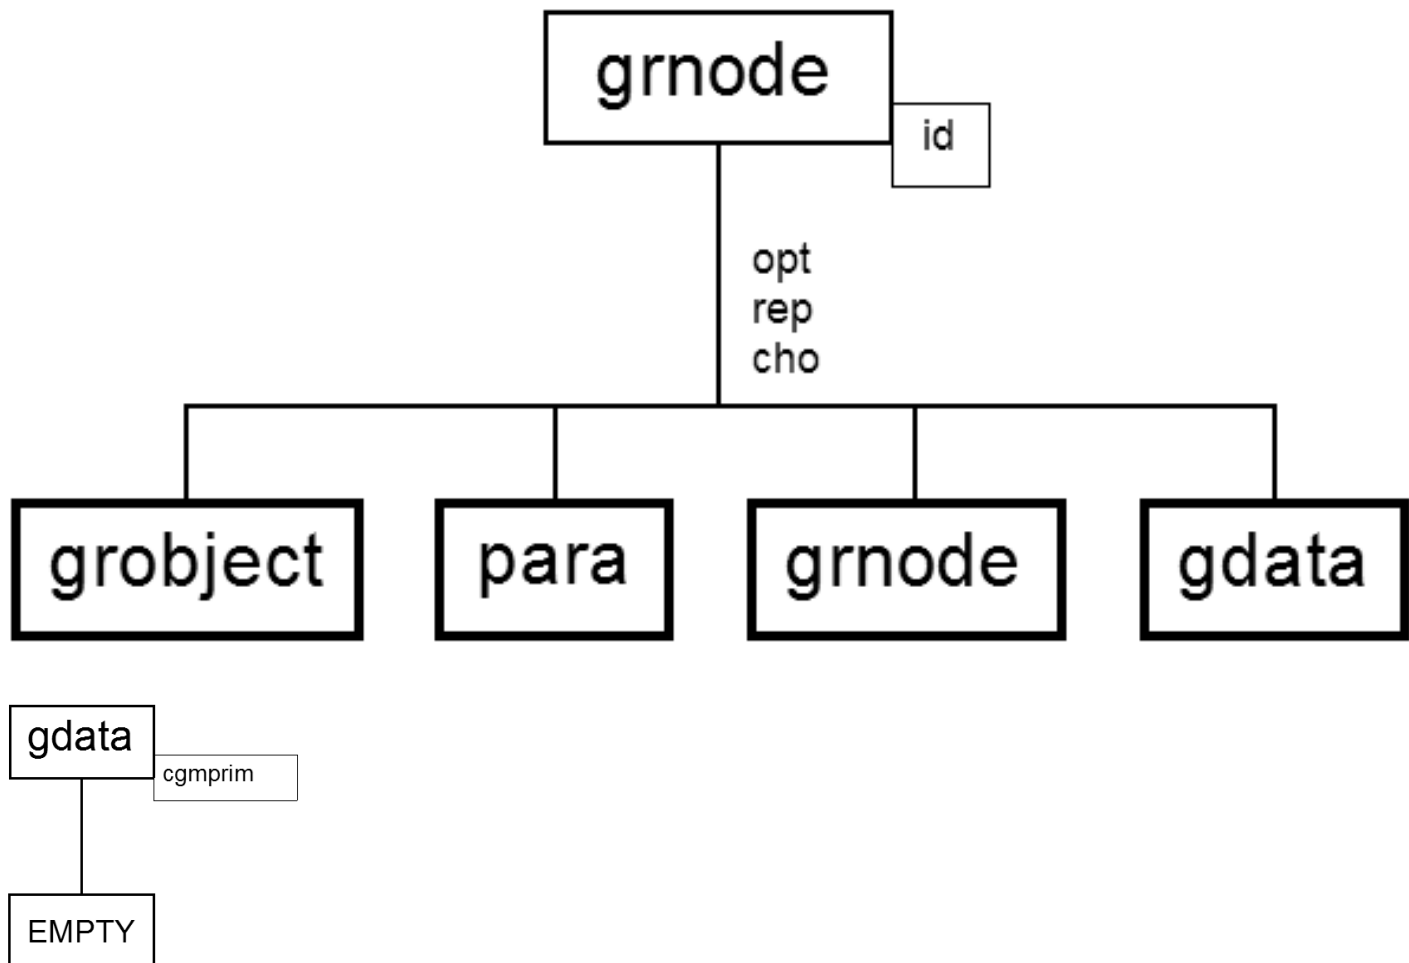 grnode
id
opt
rep
cho
grobject para grnode gdata
gdata
cgmprim
EMPTY